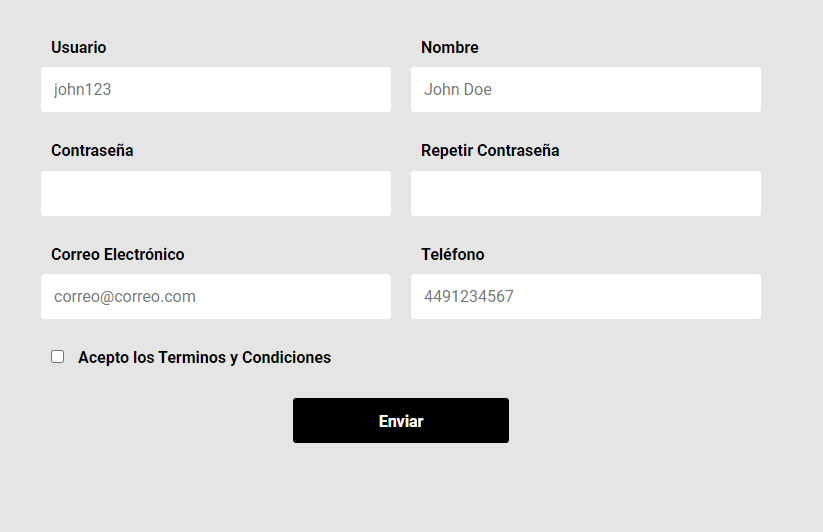 Usuario
Nombre
john123
John Doe
Contraseña
Repetir Contraseña
Correo Electrónico
Teléfono
correo@correo.com
4491234567
Acepto los Terminos y Condiciones
Enviar